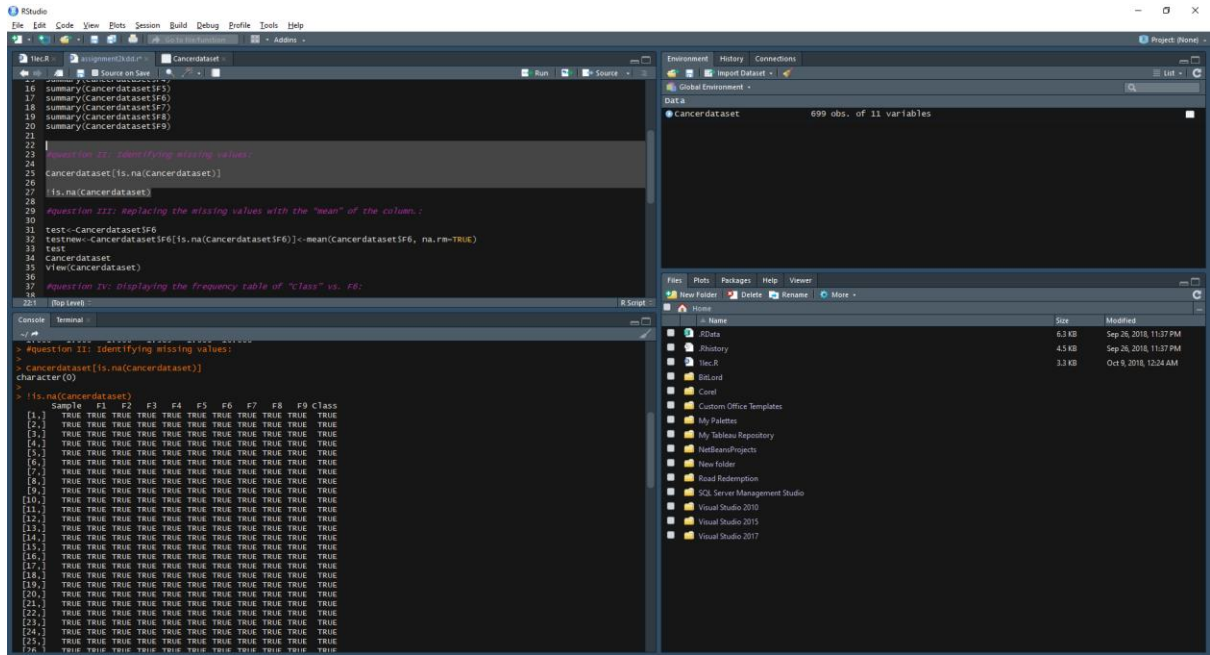 RStudio
File Edit Code View Plots Session Build Debug Profile Tools Help
Go to file/function Addins
Project: (None)
1lec.R assignment2kdd.r* Cancerdataset
Source on Save Run Source
16 summary(Cancerdataset$F5)
17 summary(Cancerdataset$F6)
18 summary(Cancerdataset$F7)
19 summary(Cancerdataset$F8)
20 summary(Cancerdataset$F9)
21
22
23 #question II: Identifying missing values:
24
25 Cancerdataset[is.na(Cancerdataset)]
26
27 !is.na(Cancerdataset)
28
29 #question III: Replacing the missing values with the "mean" of the column.:
30
31 test<-Cancerdataset$F6
32 testnew<-Cancerdataset$F6[is.na(Cancerdataset$F6)]<-mean(Cancerdataset$F6, na.rm=TRUE)
33 test
34 Cancerdataset
35 View(Cancerdataset)
36
37 #question IV: Displaying the frequency table of "Class" vs. F6:
38
22:1 (Top Level) R Script
Console Terminal
~/
> #question II: Identifying missing values:
>
> Cancerdataset[is.na(Cancerdataset)]
character(0)
>
> !is.na(Cancerdataset)
Sample F1 F2 F3 F4 F5 F6 F7 F8 F9 Class
[1,] TRUE TRUE TRUE TRUE TRUE TRUE TRUE TRUE TRUE TRUE TRUE
[2,] TRUE TRUE TRUE TRUE TRUE TRUE TRUE TRUE TRUE TRUE TRUE
[3,] TRUE TRUE TRUE TRUE TRUE TRUE TRUE TRUE TRUE TRUE TRUE
[4,] TRUE TRUE TRUE TRUE TRUE TRUE TRUE TRUE TRUE TRUE TRUE
[5,] TRUE TRUE TRUE TRUE TRUE TRUE TRUE TRUE TRUE TRUE TRUE
[6,] TRUE TRUE TRUE TRUE TRUE TRUE TRUE TRUE TRUE TRUE TRUE
[7,] TRUE TRUE TRUE TRUE TRUE TRUE TRUE TRUE TRUE TRUE TRUE
[8,] TRUE TRUE TRUE TRUE TRUE TRUE TRUE TRUE TRUE TRUE TRUE
[9,] TRUE TRUE TRUE TRUE TRUE TRUE TRUE TRUE TRUE TRUE TRUE
[10,] TRUE TRUE TRUE TRUE TRUE TRUE TRUE TRUE TRUE TRUE TRUE
[11,] TRUE TRUE TRUE TRUE TRUE TRUE TRUE TRUE TRUE TRUE TRUE
[12,] TRUE TRUE TRUE TRUE TRUE TRUE TRUE TRUE TRUE TRUE TRUE
[13,] TRUE TRUE TRUE TRUE TRUE TRUE TRUE TRUE TRUE TRUE TRUE
[14,] TRUE TRUE TRUE TRUE TRUE TRUE TRUE TRUE TRUE TRUE TRUE
[15,] TRUE TRUE TRUE TRUE TRUE TRUE TRUE TRUE TRUE TRUE TRUE
[16,] TRUE TRUE TRUE TRUE TRUE TRUE TRUE TRUE TRUE TRUE TRUE
[17,] TRUE TRUE TRUE TRUE TRUE TRUE TRUE TRUE TRUE TRUE TRUE
[18,] TRUE TRUE TRUE TRUE TRUE TRUE TRUE TRUE TRUE TRUE TRUE
[19,] TRUE TRUE TRUE TRUE TRUE TRUE TRUE TRUE TRUE TRUE TRUE
[20,] TRUE TRUE TRUE TRUE TRUE TRUE TRUE TRUE TRUE TRUE TRUE
[21,] TRUE TRUE TRUE TRUE TRUE TRUE TRUE TRUE TRUE TRUE TRUE
[22,] TRUE TRUE TRUE TRUE TRUE TRUE TRUE TRUE TRUE TRUE TRUE
[23,] TRUE TRUE TRUE TRUE TRUE TRUE TRUE TRUE TRUE TRUE TRUE
[24,] TRUE TRUE TRUE TRUE TRUE TRUE TRUE TRUE TRUE TRUE TRUE
[25,] TRUE TRUE TRUE TRUE TRUE TRUE TRUE TRUE TRUE TRUE TRUE
[26,] TRUE TRUE TRUE TRUE TRUE TRUE TRUE TRUE TRUE TRUE TRUE
Environment History Connections
Import Dataset List
Global Environment
Data
Cancerdataset 699 obs. of 11 variables
Files Plots Packages Help Viewer
New Folder Delete Rename More
Home
Name Size Modified
.RData 6.3 KB Sep 26, 2018, 11:37 PM
.Rhistory 4.5 KB Sep 26, 2018, 11:37 PM
1lec.R 3.3 KB Oct 9, 2018, 12:24 AM
BitLord
Corel
Custom Office Templates
My Palettes
My Tableau Repository
NetBeansProjects
New folder
Road Redemption
SQL Server Management Studio
Visual Studio 2010
Visual Studio 2015
Visual Studio 2017